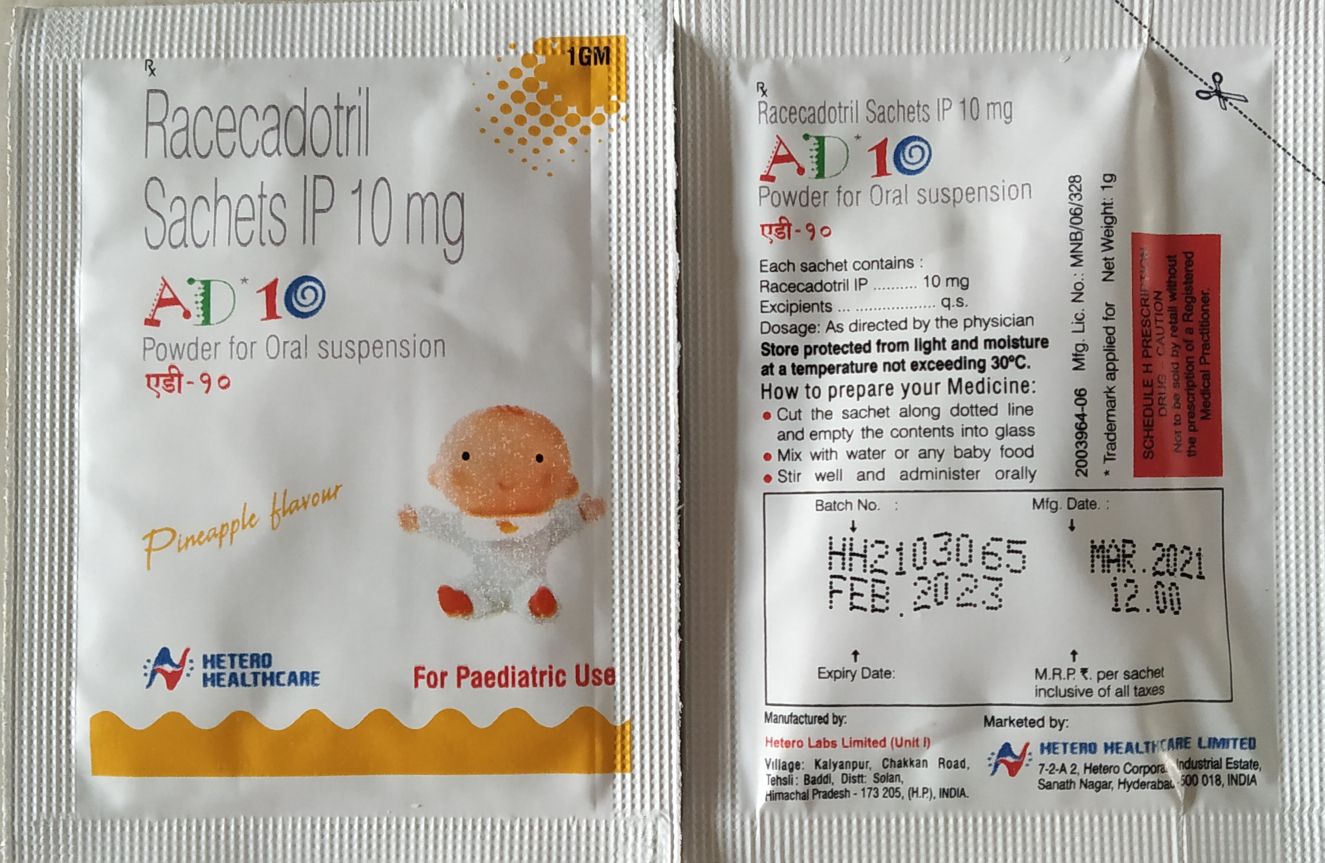 1GM
Rx
Racecadotril
Sachets IP 10 mg
AD*10
Powder for Oral suspension
एडी-१०
Pineapple flavour
HETERO
HEALTHCARE
For Paediatric Use
Rx
Racecadotril Sachets IP 10 mg
AD*10
Powder for Oral suspension
एडी-१०
Each sachet contains :
Racecadotril IP .......... 10 mg
Excipients ... .................. q.s.
Dosage: As directed by the physician
Store protected from light and moisture
at a temperature not exceeding 30ºC.
How to prepare your Medicine:
• Cut the sachet along dotted line
and empty the contents into glass
• Mix with water or any baby food
• Stir well and administer orally
2003964-06 Mfg. Lic. No.: MNB/06/328
* Trademark applied for Net Weight: 1g
SCHEDULE H PRESCRIPTION
DRUG - CAUTION
Not to be sold by retail without
the prescription of a Registered
Medical Practitioner.
Batch No. : Mfg. Date. :
HH2103065 MAR.2021
FEB.2023 12.00
Expiry Date: M.R.P. ₹. per sachet
inclusive of all taxes
Manufactured by:
Hetero Labs Limited (Unit I)
Village: Kalyanpur, Chakkan Road,
Tehsli : Baddi, Distt: Solan,
Himachal Pradesh - 173 205, (H.P.), INDIA.
Marketed by:
HETERO HEALTHCARE LIMITED
7-2-A 2, Hetero Corporate Industrial Estate,
Sanath Nagar, Hyderabad-500 018, INDIA